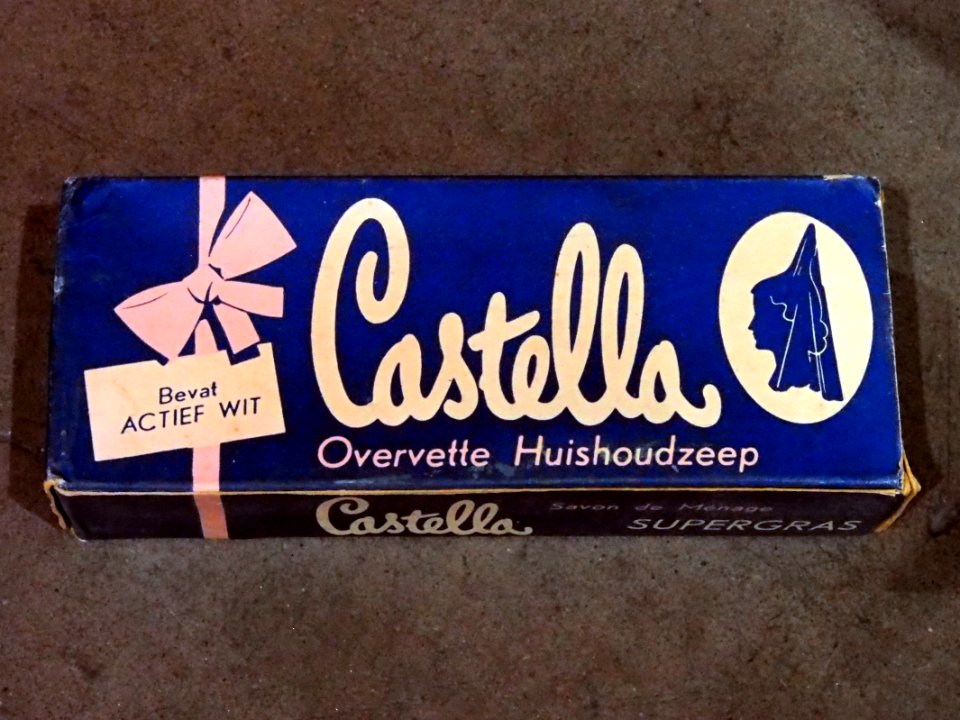 Castella
Bevat
ACTIEF WIT
Overvette Huishoudzeep
Castella
Savon de Ménage
SUPERGRAS